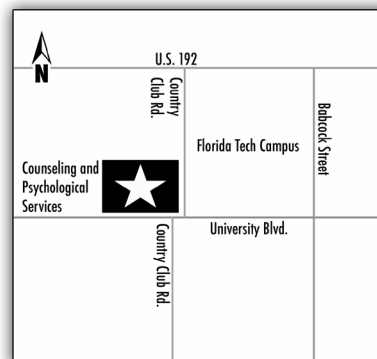 N
U.S. 192
Country
Club Rd.
Babcock Street
Florida Tech Campus
Counseling and
Psychological
Services
University Blvd.
Country Club Rd.